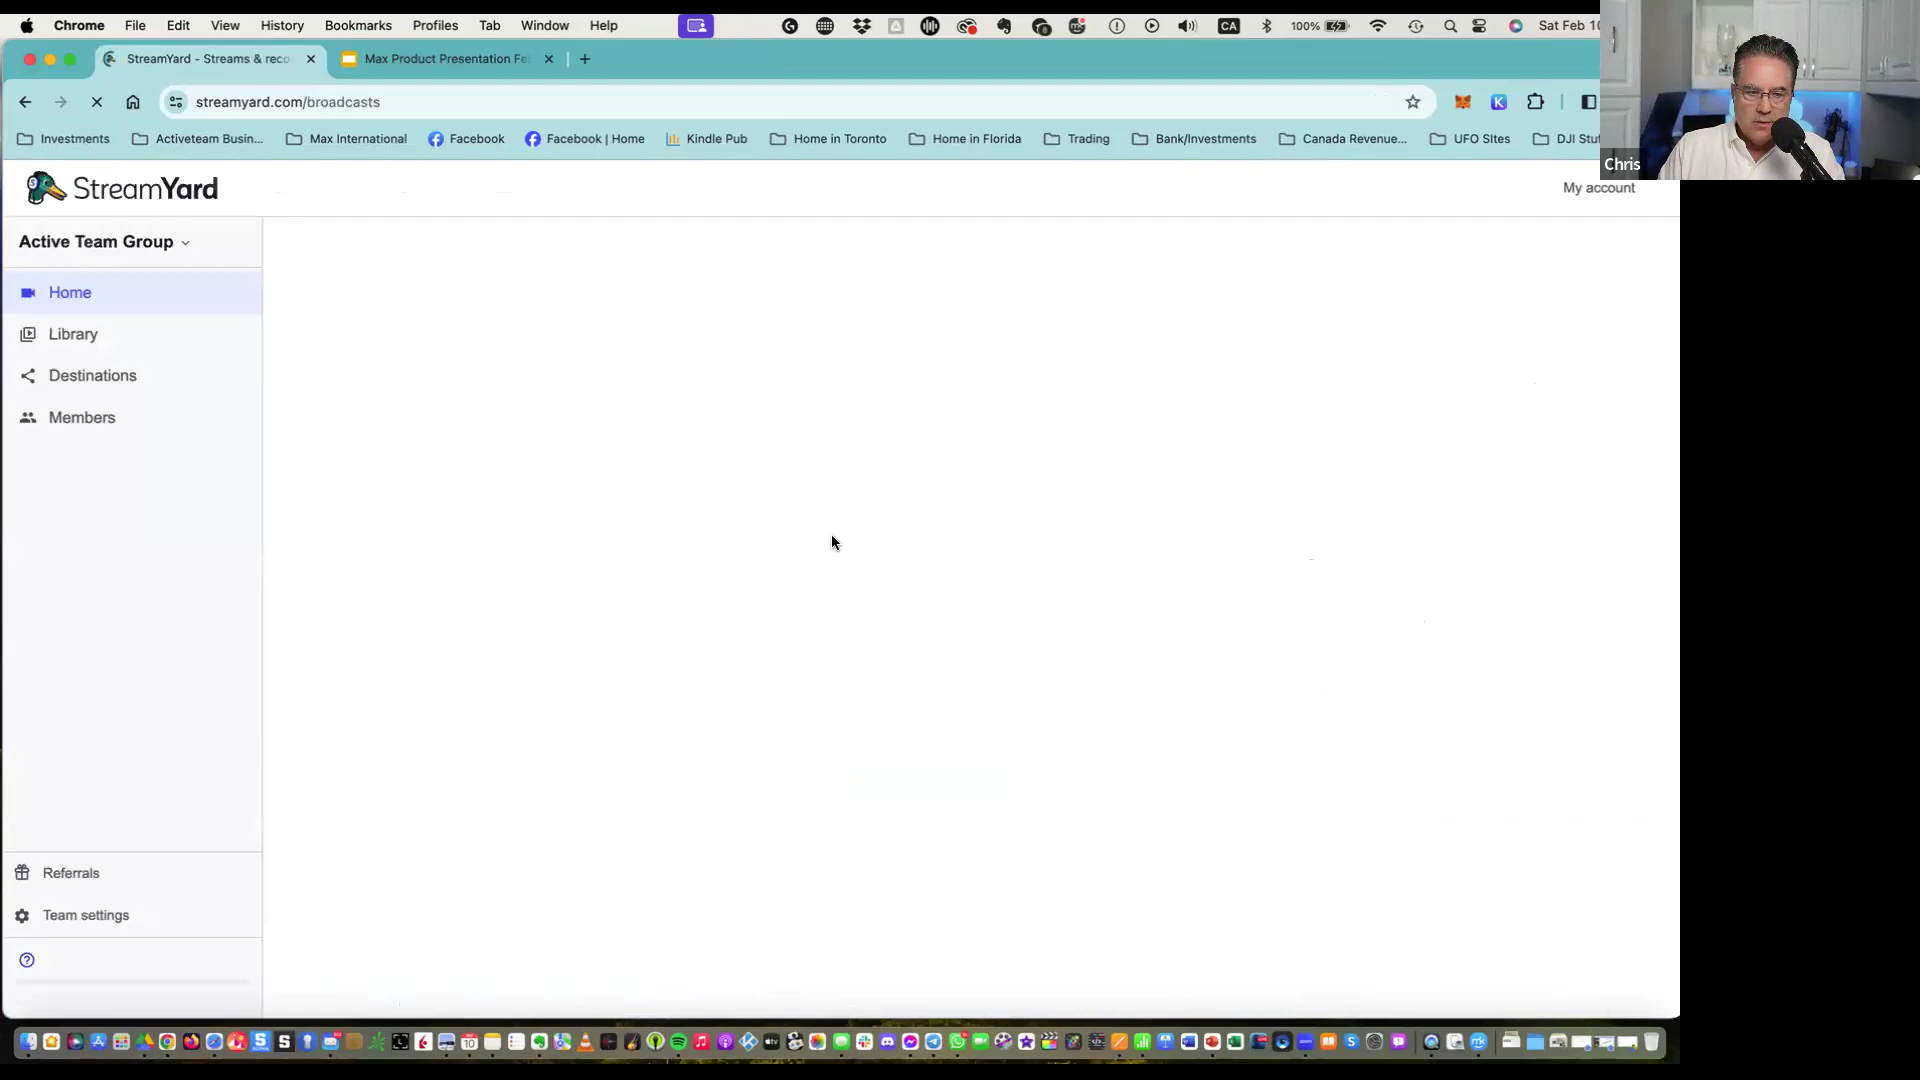 Chrome File Edit View History Bookmarks Profiles Tab Window Help CA 100% Sat Feb 10
StreamYard - Streams & reco Max Product Presentation Fe
streamyard.com/broadcasts
Investments Activeteam Busin... Max International Facebook Facebook | Home Kindle Pub Home in Toronto Home in Florida Trading Bank/Investments Canada Revenue... UFO SItes DJI Stu
Chris
StreamYard
My account
Active Team Group
Home
Library
Destinations
Members
Referrals
Team settings